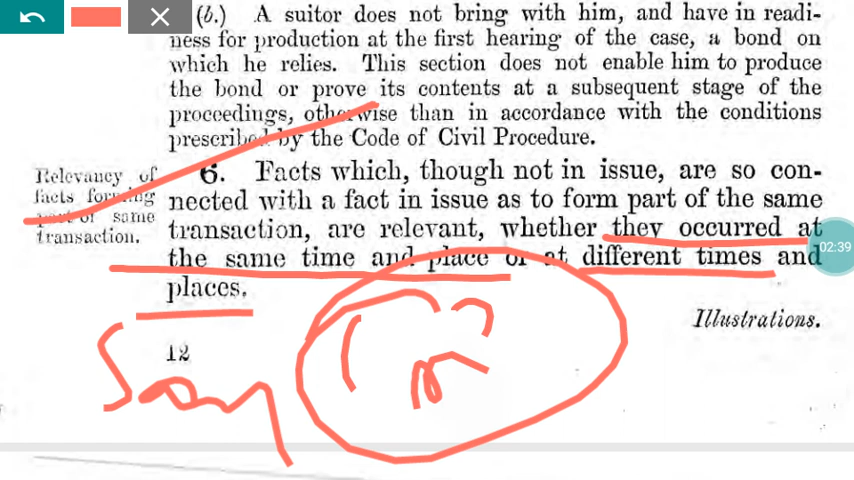 (b.) A suitor does not bring with him, and have in readi-
ness for production at the first hearing of the case, a bond on
which he relies. This section does not enable him to produce
the bond or prove its contents at a subsequent stage of the
proceedings, otherwise than in accordance with the conditions
prescribed by the Code of Civil Procedure.
Relevancy of
facts forming
part of same
transaction.
6. Facts which, though not in issue, are so con-
nected with a fact in issue as to form part of the same
transaction, are relevant, whether they occurred at
the same time and place or at different times and
places.
02:39
Illustrations.
12
Say